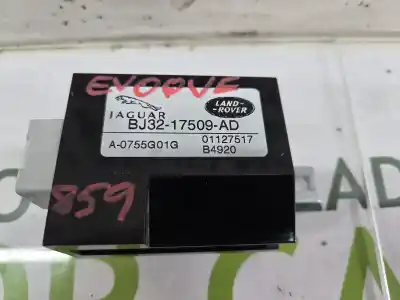 EVOQUE
JAGUAR
LAND-
ROVER
BJ32-17509-AD
A-0755G01G 01127517
B4920
859